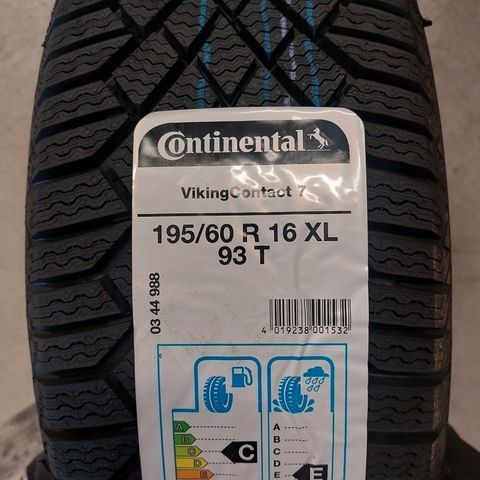 Continental
VikingContact 7
195/60 R 16 XL
93 T
03 44 988
4 019238 001532
A
B
C
D
E
C
A
B
C
D
E
E